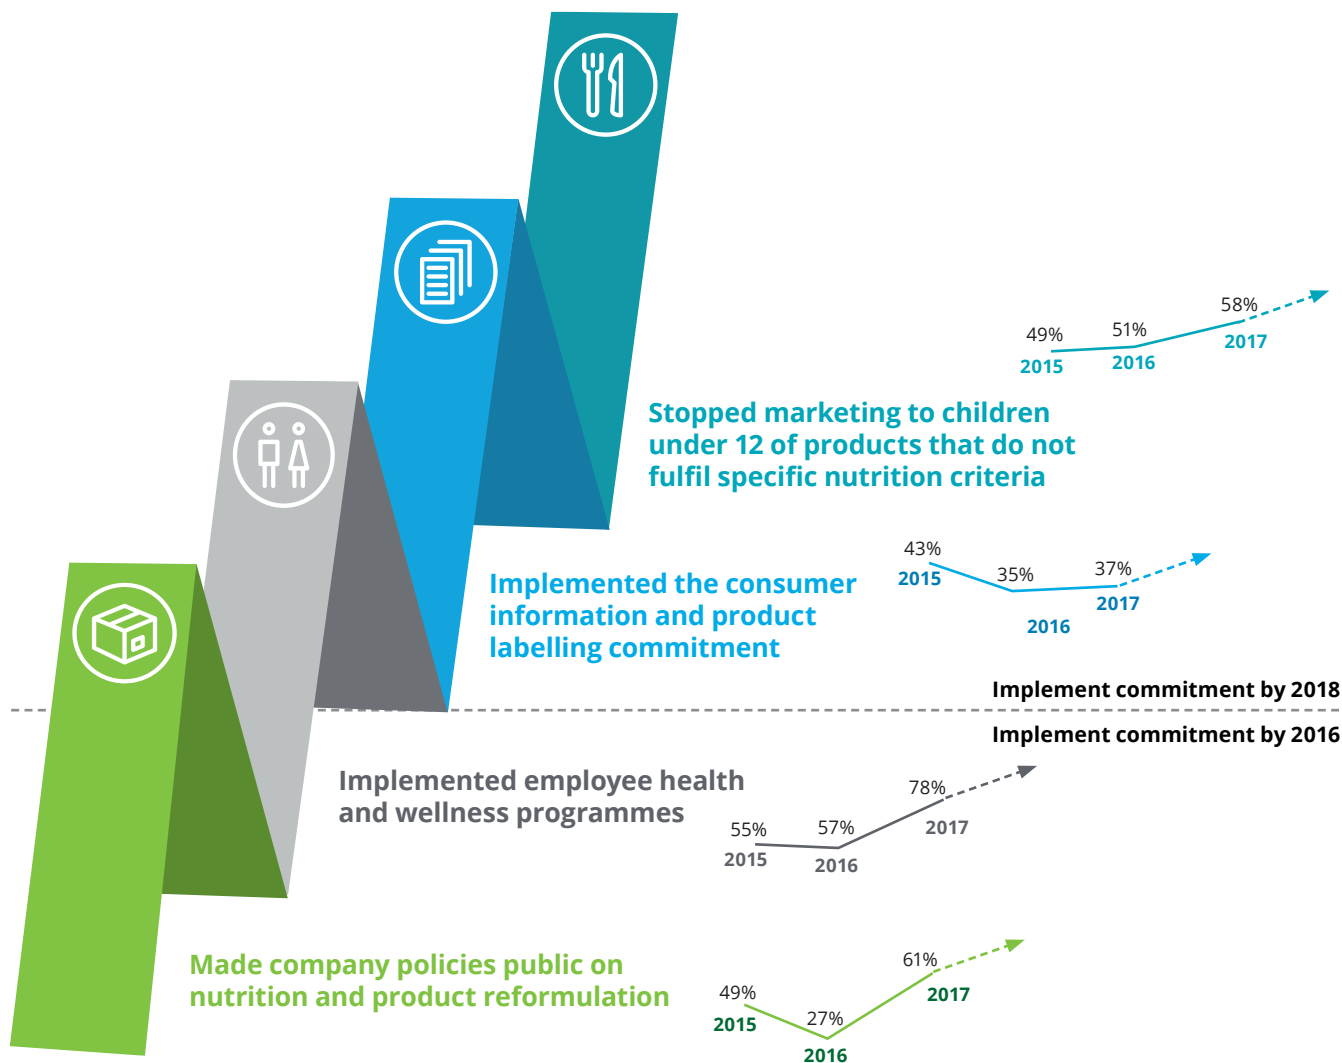 58%
51%
49%
2017
2016
2015
Stopped marketing to children
under 12 of products that do not
fulfil specific nutrition criteria
43%
35%
37%
2015
2017
2016
Implemented the consumer
information and product
labelling commitment
Implement commitment by 2018
Implement commitment by 2016
Implemented employee health
and wellness programmes
78%
57%
55%
2017
2015
2016
Made company policies public on
nutrition and product reformulation
61%
49%
27%
2017
2015
2016